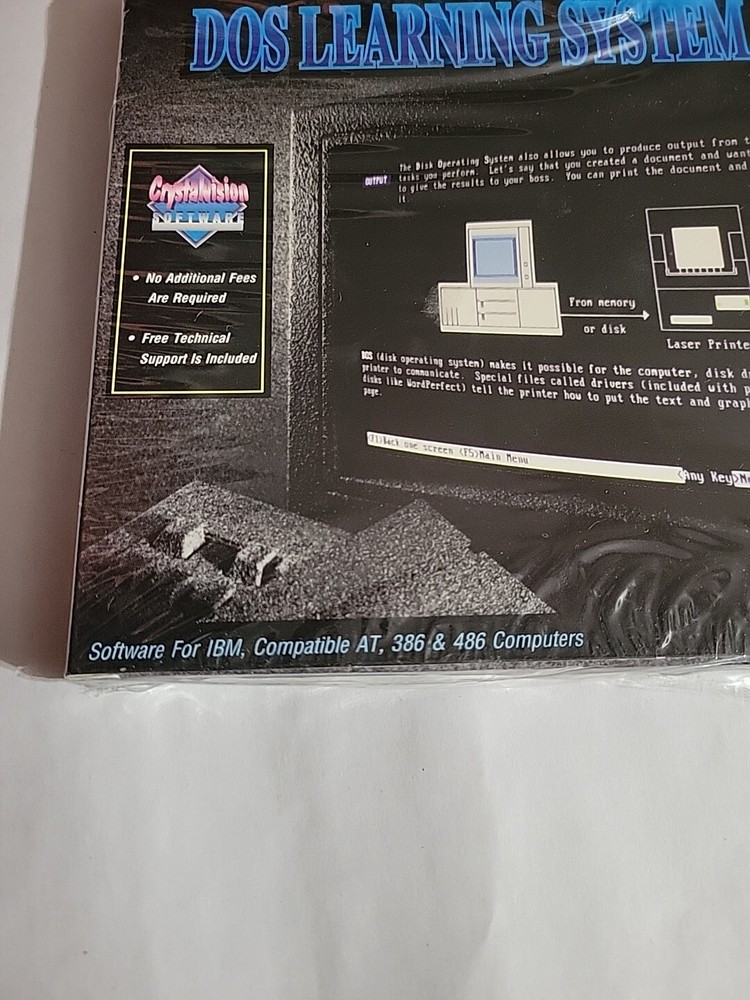 DOS LEARNING SYSTEM
CrystalVision
SOFTWARE
• No Additional Fees
Are Required
• Free Technical
Support Is Included
OUTPUT
The Disk Operating System also allows you to produce output from t
tasks you perform. Let's say that you created a document and want
to give the results to your boss. You can print the document and
it.
From memory
or disk
Laser Printe
DOS (disk operating system) makes it possible for the computer, disk d
printer to communicate. Special files called drivers (included with p
disks like WordPerfect) tell the printer how to put the text and grap
page.
(F1)Back one screen (F5)Main Menu
<Any Key>
Software For IBM, Compatible AT, 386 & 486 Computers